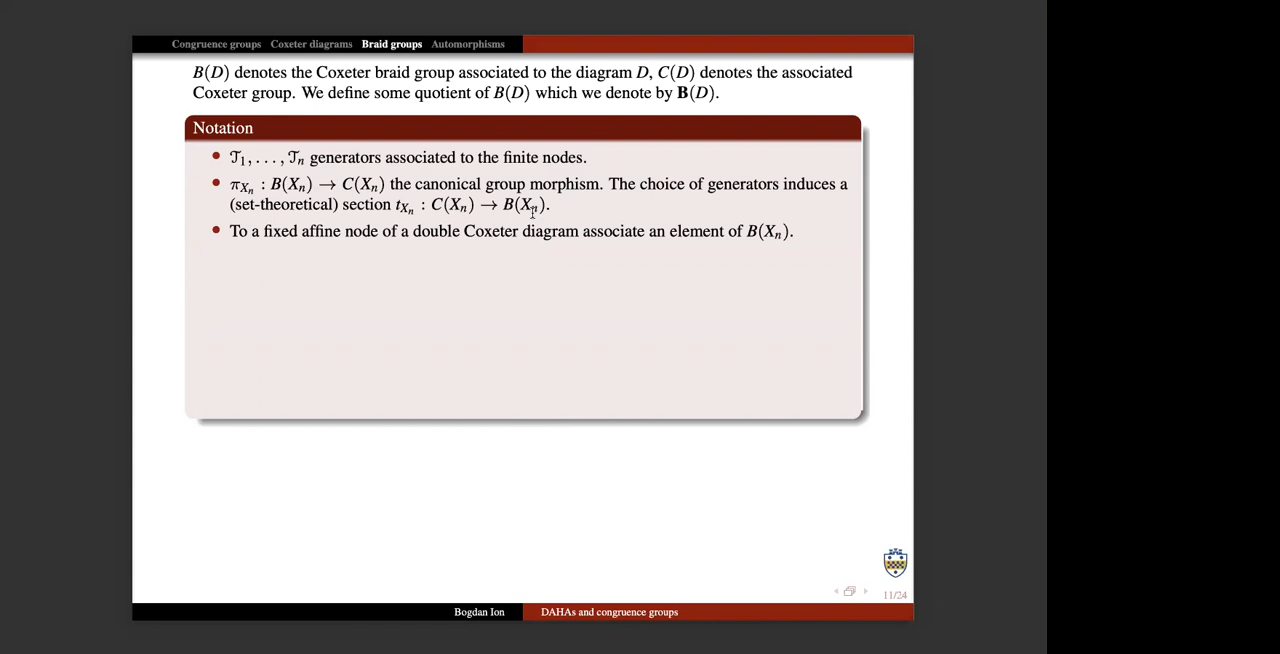 Congruence groups Coxeter diagrams Braid groups Automorphisms
B(D) denotes the Coxeter braid group associated to the diagram D, C(D) denotes the associated
Coxeter group. We define some quotient of B(D) which we denote by B(D).
Notation
• 𝒯₁, . . . , 𝒯ₙ generators associated to the finite nodes.
• π_{Xₙ} : B(Xₙ) → C(Xₙ) the canonical group morphism. The choice of generators induces a
(set-theoretical) section t_{Xₙ} : C(Xₙ) → B(Xₙ).
• To a fixed affine node of a double Coxeter diagram associate an element of B(Xₙ).
11/24
Bogdan Ion DAHAs and congruence groups